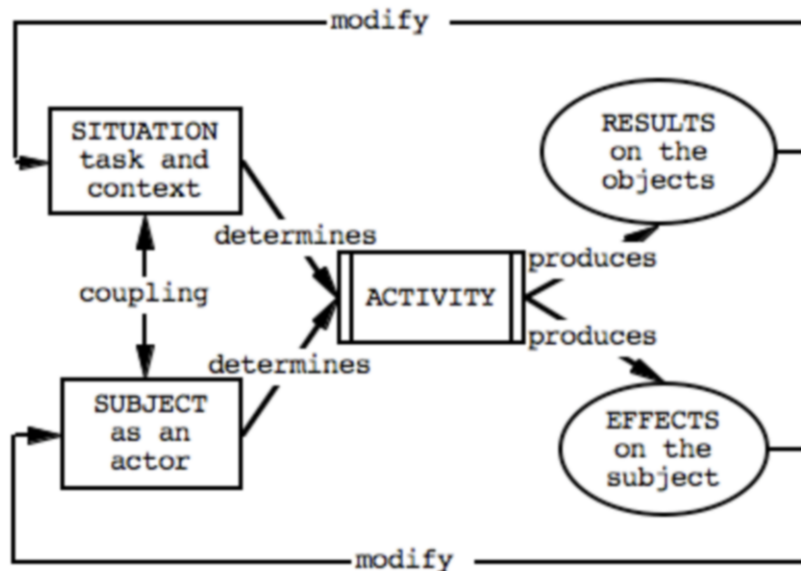 modify
SITUATION
task and
context
RESULTS
on the
objects
determines
produces
coupling
ACTIVITY
produces
determines
SUBJECT
as an
actor
EFFECTS
on the
subject
modify